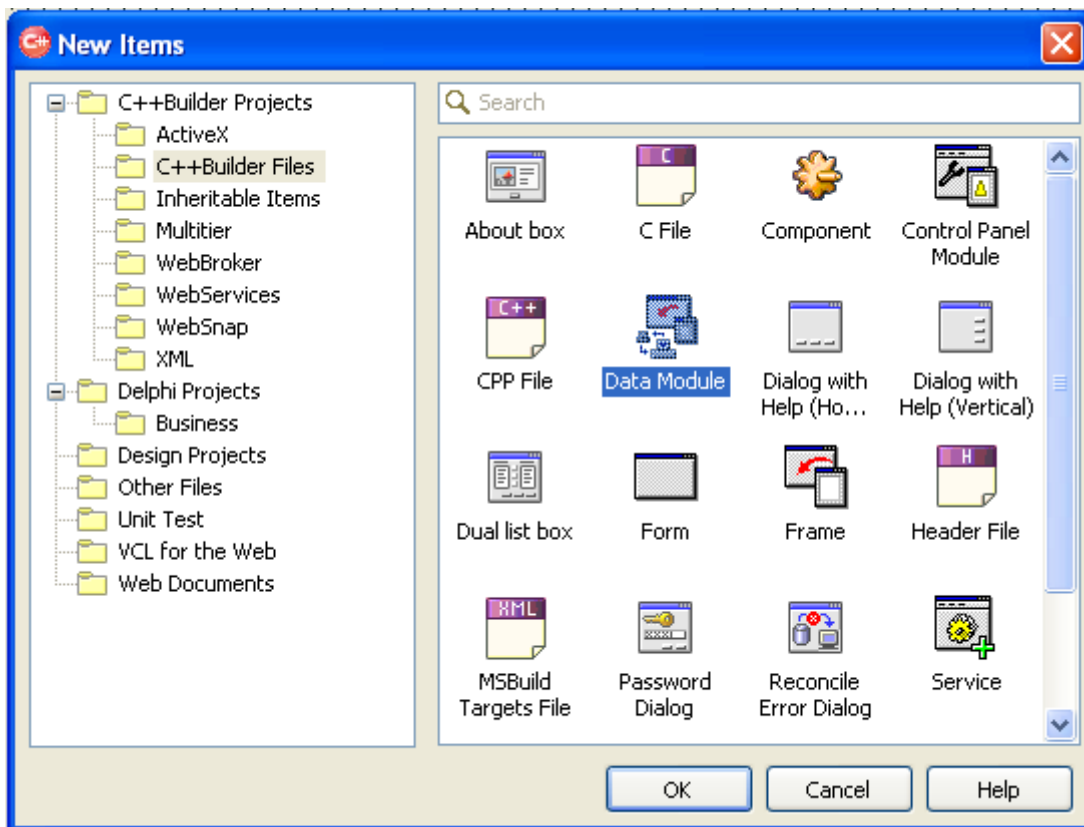 New Items
C++Builder Projects
ActiveX
C++Builder Files
Inheritable Items
Multitier
WebBroker
WebServices
WebSnap
XML
Delphi Projects
Business
Design Projects
Other Files
Unit Test
VCL for the Web
Web Documents
Search
About box
C File
Component
Control Panel
Module
CPP File
Data Module
Dialog with
Help (Ho...
Dialog with
Help (Vertical)
Dual list box
Form
Frame
Header File
MSBuild
Targets File
Password
Dialog
Reconcile
Error Dialog
Service
OK
Cancel
Help
C
C++
H
XML